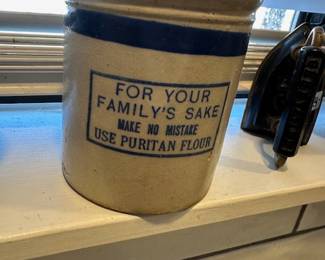 FOR YOUR
FAMILY'S SAKE
MAKE NO MISTAKE
USE PURITAN FLOUR